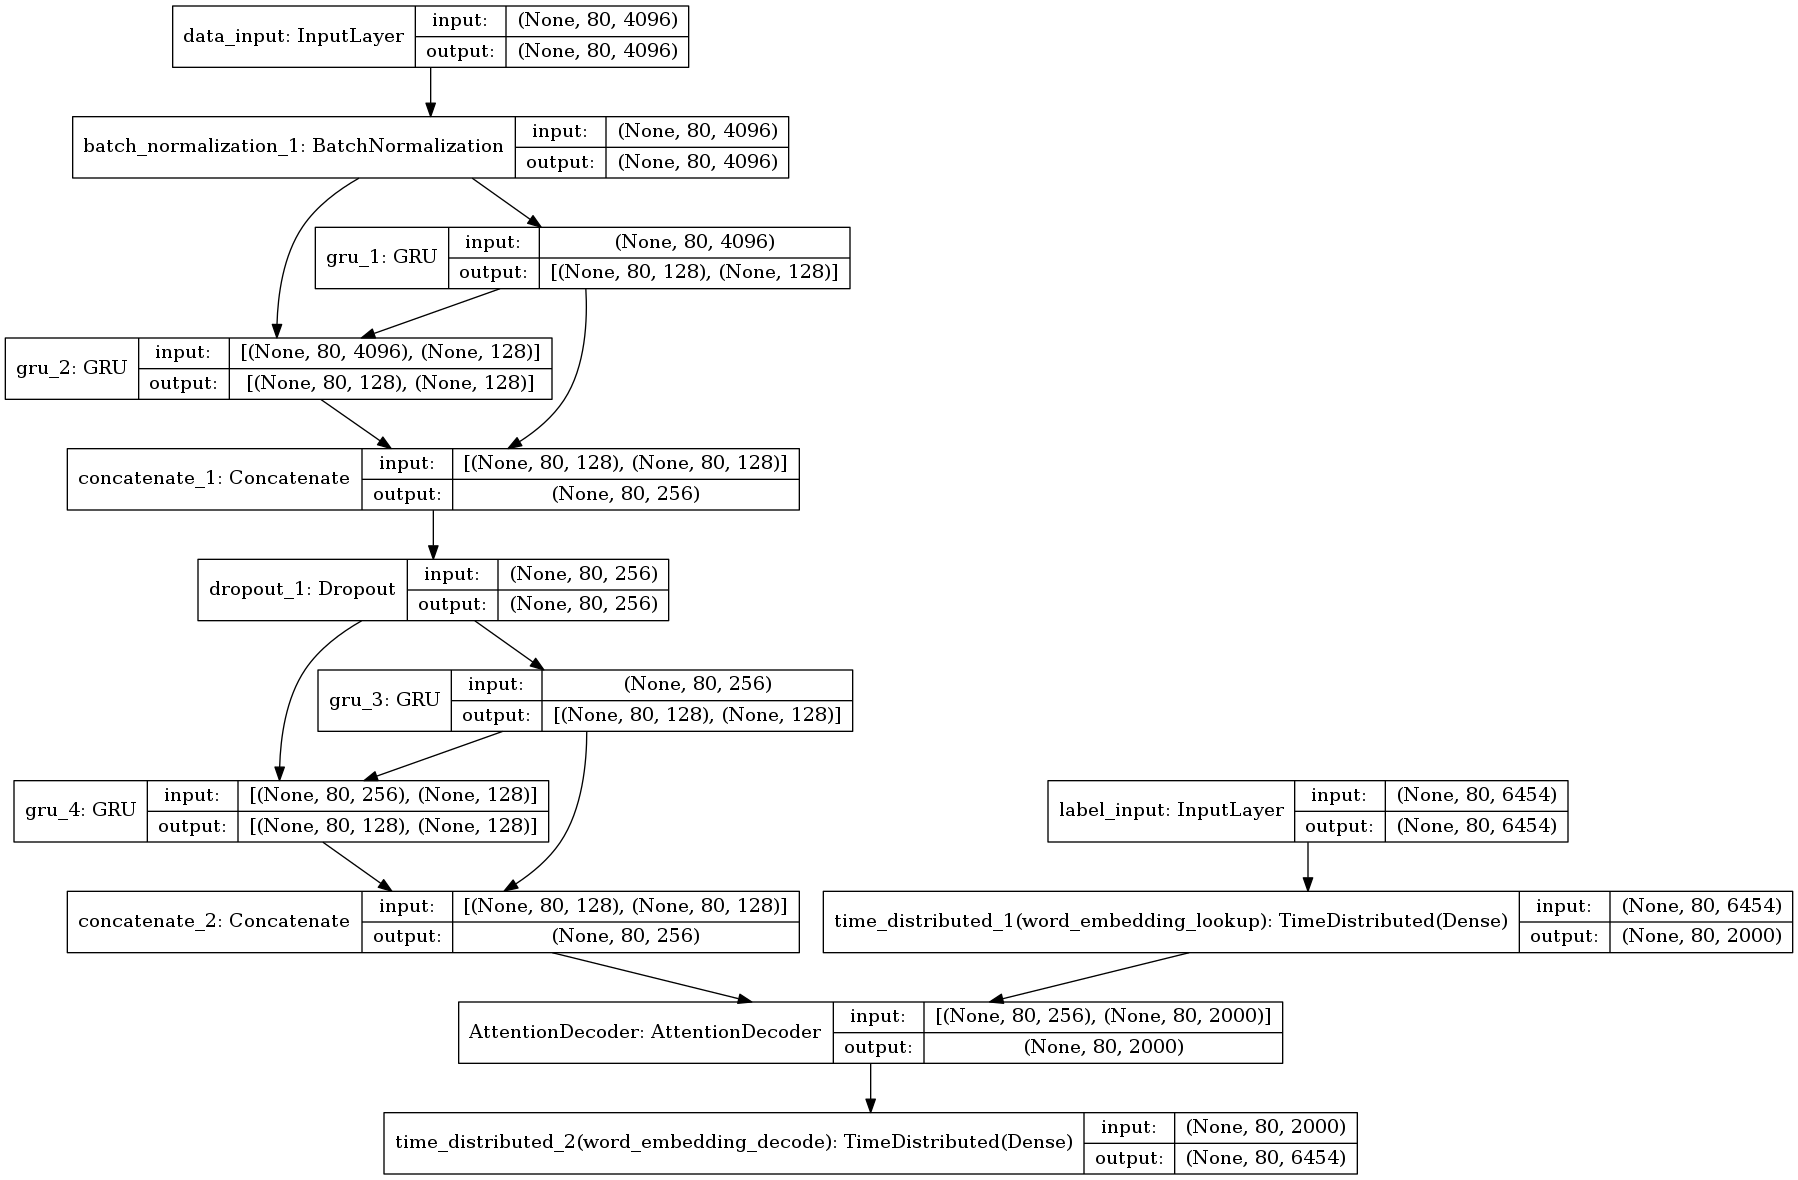 data_input: InputLayer
input:
(None, 80, 4096)
output:
(None, 80, 4096)
batch_normalization_1: BatchNormalization
input:
(None, 80, 4096)
output:
(None, 80, 4096)
gru_1: GRU
input:
(None, 80, 4096)
output:
[(None, 80, 128), (None, 128)]
gru_2: GRU
input:
[(None, 80, 4096), (None, 128)]
output:
[(None, 80, 128), (None, 128)]
concatenate_1: Concatenate
input:
[(None, 80, 128), (None, 80, 128)]
output:
(None, 80, 256)
dropout_1: Dropout
input:
(None, 80, 256)
output:
(None, 80, 256)
gru_3: GRU
input:
(None, 80, 256)
output:
[(None, 80, 128), (None, 128)]
gru_4: GRU
input:
[(None, 80, 256), (None, 128)]
output:
[(None, 80, 128), (None, 128)]
label_input: InputLayer
input:
(None, 80, 6454)
output:
(None, 80, 6454)
concatenate_2: Concatenate
input:
[(None, 80, 128), (None, 80, 128)]
output:
(None, 80, 256)
time_distributed_1(word_embedding_lookup): TimeDistributed(Dense)
input:
(None, 80, 6454)
output:
(None, 80, 2000)
AttentionDecoder: AttentionDecoder
input:
[(None, 80, 256), (None, 80, 2000)]
output:
(None, 80, 2000)
time_distributed_2(word_embedding_decode): TimeDistributed(Dense)
input:
(None, 80, 2000)
output:
(None, 80, 6454)